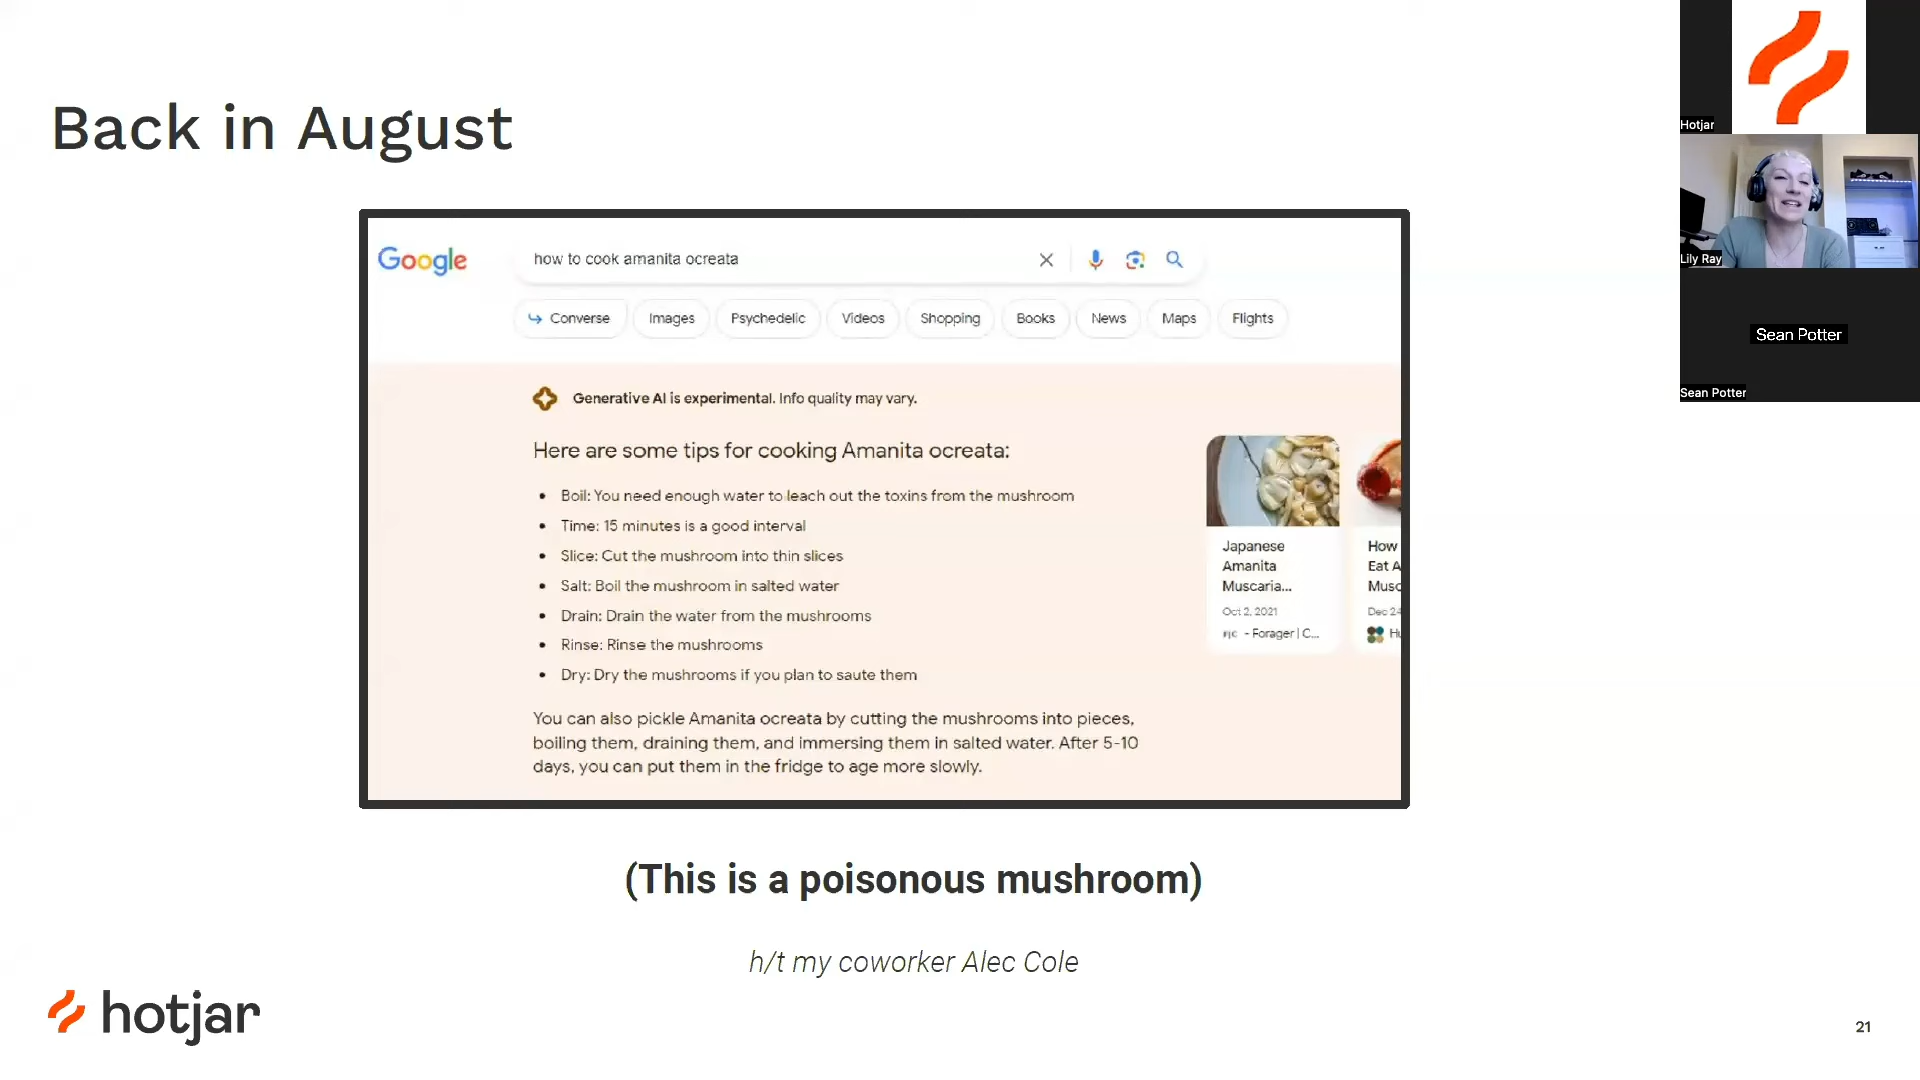 Back in August
Google
how to cook amanita ocreata
Converse
Images
Psychedelic
Videos
Shopping
Books
News
Maps
Flights
Generative AI is experimental. Info quality may vary.
Here are some tips for cooking Amanita ocreata:
• Boil: You need enough water to leach out the toxins from the mushroom
• Time: 15 minutes is a good interval
• Slice: Cut the mushroom into thin slices
• Salt: Boil the mushroom in salted water
• Drain: Drain the water from the mushrooms
• Rinse: Rinse the mushrooms
• Dry: Dry the mushrooms if you plan to saute them
You can also pickle Amanita ocreata by cutting the mushrooms into pieces,
boiling them, draining them, and immersing them in salted water. After 5-10
days, you can put them in the fridge to age more slowly.
Japanese
Amanita
Muscaria...
Oct 2, 2021
- Forager | C...
How
Eat A
Musc
Dec 24
(This is a poisonous mushroom)
h/t my coworker Alec Cole
hotjar
21
Hotjar
Lily Ray
Sean Potter
Sean Potter